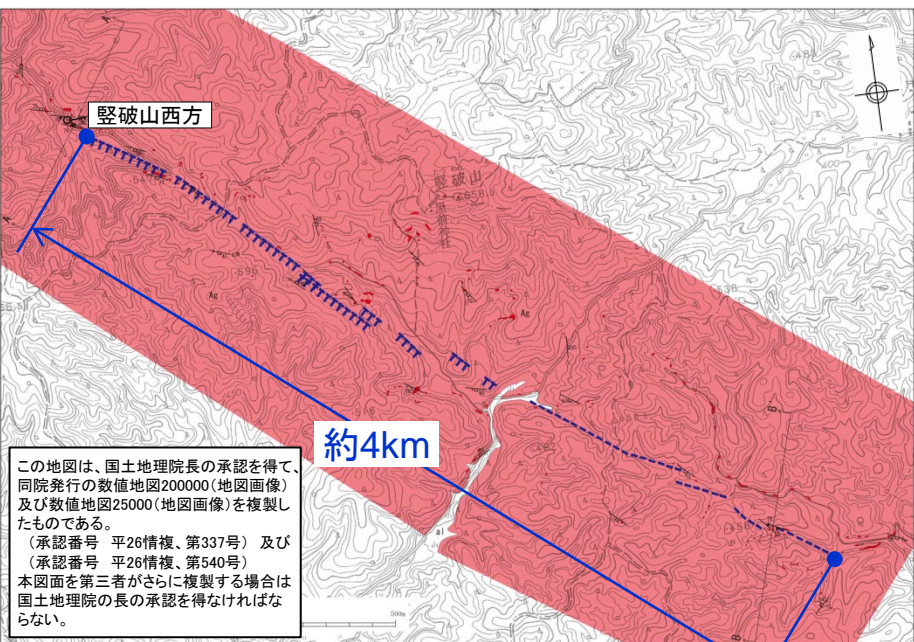 竪破山西方
竪破山
658.
Ag
Ag
A
A
B
B
al
約4km
500m
この地図は、国土地理院長の承認を得て、
同院発行の数値地図200000(地図画像)
及び数値地図25000(地図画像)を複製し
たものである。
(承認番号 平26情複、第337号) 及び
(承認番号 平26情複、第540号)
本図面を第三者がさらに複製する場合は
国土地理院の長の承認を得なければな
らない。